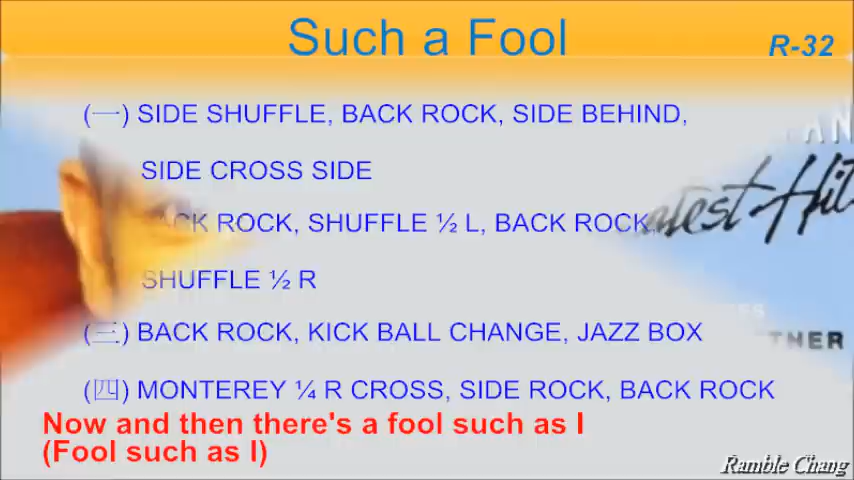 Such a Fool
R-32
(一) SIDE SHUFFLE, BACK ROCK, SIDE BEHIND,
SIDE CROSS SIDE
ROCK, SHUFFLE ½ L, BACK ROCK,
SHUFFLE ½ R
(三) BACK ROCK, KICK BALL CHANGE, JAZZ BOX
(四) MONTEREY ¼ R CROSS, SIDE ROCK, BACK ROCK
Now and then there's a fool such as I
(Fool such as I)
Ramble Chang